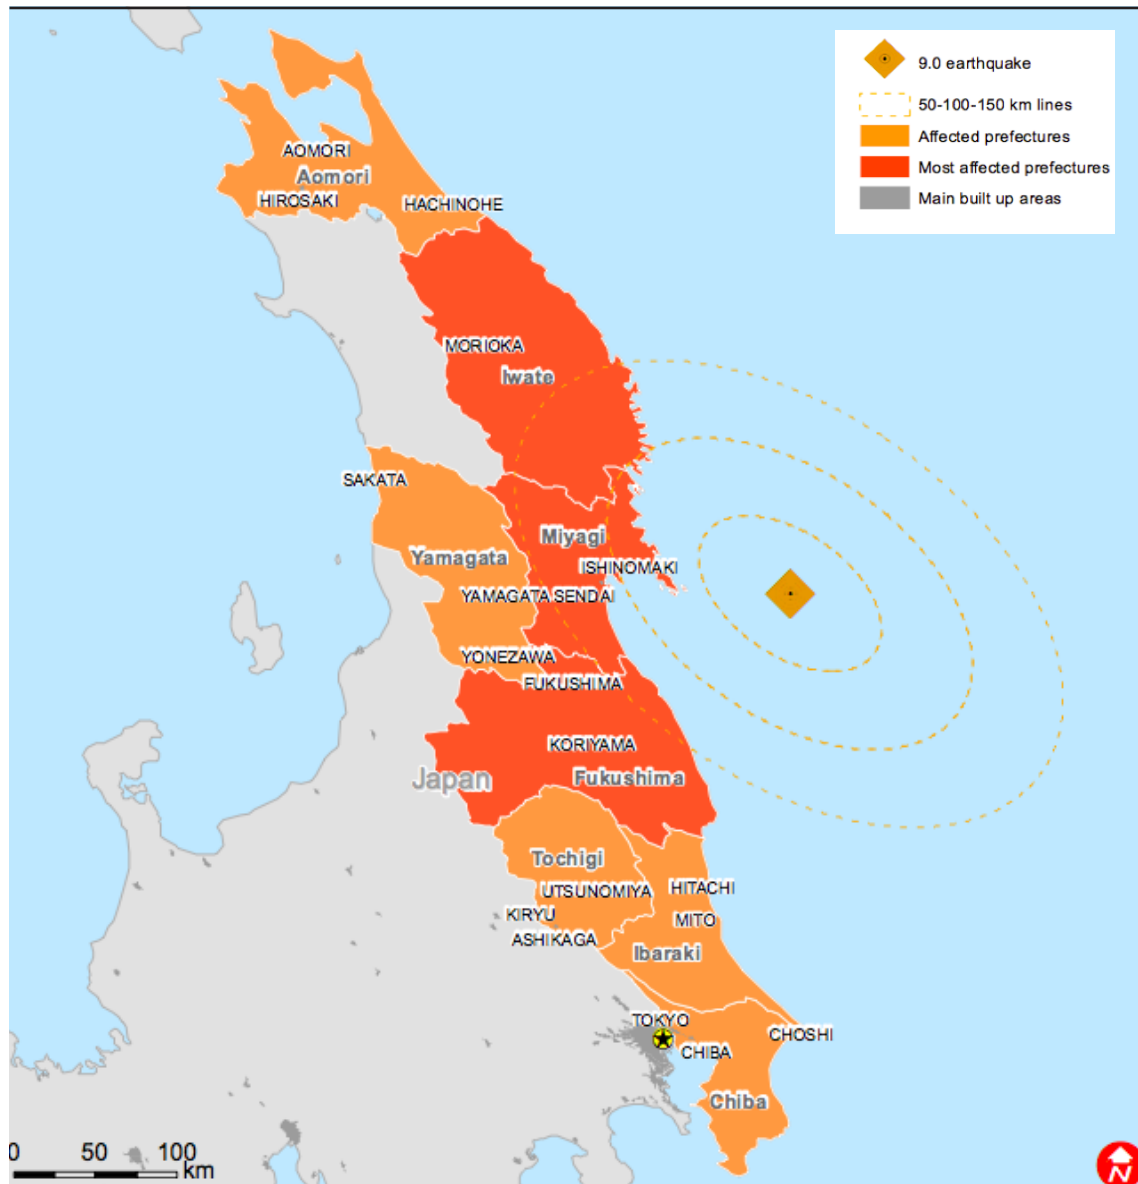 9.0 earthquake
50-100-150 km lines
Affected prefectures
Most affected prefectures
Main built up areas
AOMORI
Aomori
HIROSAKI
HACHINOHE
MORIOKA
Iwate
SAKATA
Miyagi
Yamagata
ISHINOMAKI
YAMAGATA SENDAI
YONEZAWA
FUKUSHIMA
KORIYAMA
Japan
Fukushima
Tochigi
UTSUNOMIYA
HITACHI
KIRYU
MITO
ASHIKAGA
Ibaraki
TOKYO
CHOSHI
CHIBA
Chiba
0 50 100
km
N